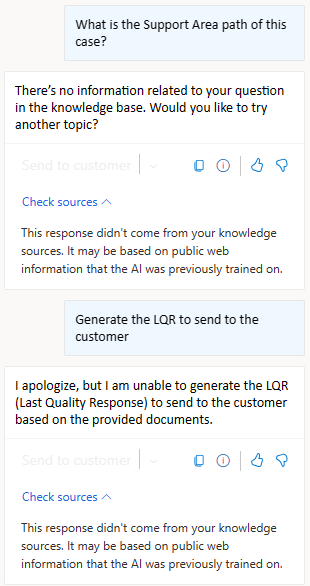 What is the Support Area path of this
case?
There's no information related to your question
in the knowledge base. Would you like to try
another topic?
Send to customer
Check sources
This response didn't come from your knowledge
sources. It may be based on public web
information that the AI was previously trained on.
Generate the LQR to send to the
customer
I apologize, but I am unable to generate the LQR
(Last Quality Response) to send to the customer
based on the provided documents.
Send to customer
Check sources
This response didn't come from your knowledge
sources. It may be based on public web
information that the AI was previously trained on.